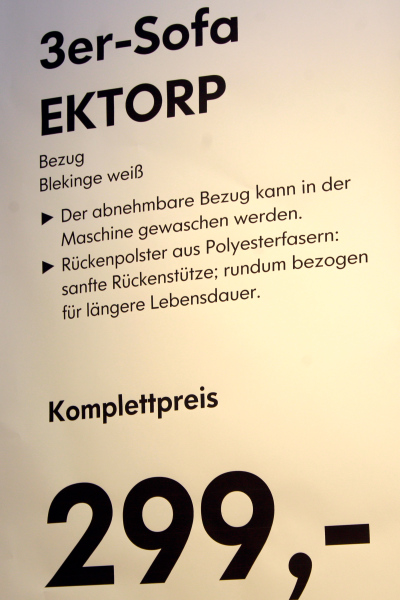 3er-Sofa
EKTORP
Bezug
Blekinge weiß
▶ Der abnehmbare Bezug kann in der
Maschine gewaschen werden.
▶ Rückenpolster aus Polyesterfasern:
sanfte Rückenstütze; rundum bezogen
für längere Lebensdauer.
Komplettpreis
299,-